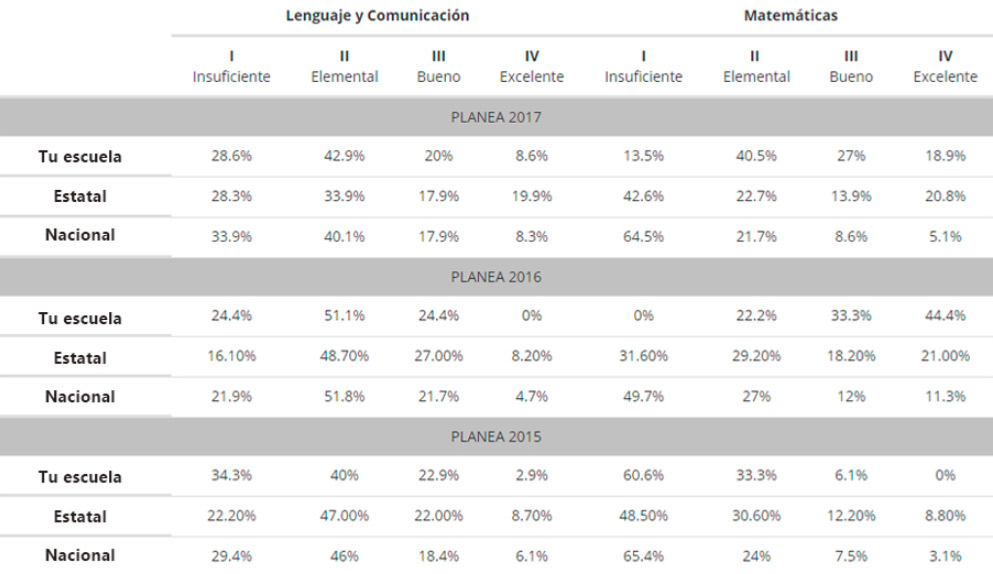 Lenguaje y Comunicación Matemáticas
I II III IV I II III IV
Insuficiente Elemental Bueno Excelente Insuficiente Elemental Bueno Excelente
PLANEA 2017
Tu escuela 28.6% 42.9% 20% 8.6% 13.5% 40.5% 27% 18.9%
Estatal 28.3% 33.9% 17.9% 19.9% 42.6% 22.7% 13.9% 20.8%
Nacional 33.9% 40.1% 17.9% 8.3% 64.5% 21.7% 8.6% 5.1%
PLANEA 2016
Tu escuela 24.4% 51.1% 24.4% 0% 0% 22.2% 33.3% 44.4%
Estatal 16.10% 48.70% 27.00% 8.20% 31.60% 29.20% 18.20% 21.00%
Nacional 21.9% 51.8% 21.7% 4.7% 49.7% 27% 12% 11.3%
PLANEA 2015
Tu escuela 34.3% 40% 22.9% 2.9% 60.6% 33.3% 6.1% 0%
Estatal 22.20% 47.00% 22.00% 8.70% 48.50% 30.60% 12.20% 8.80%
Nacional 29.4% 46% 18.4% 6.1% 65.4% 24% 7.5% 3.1%